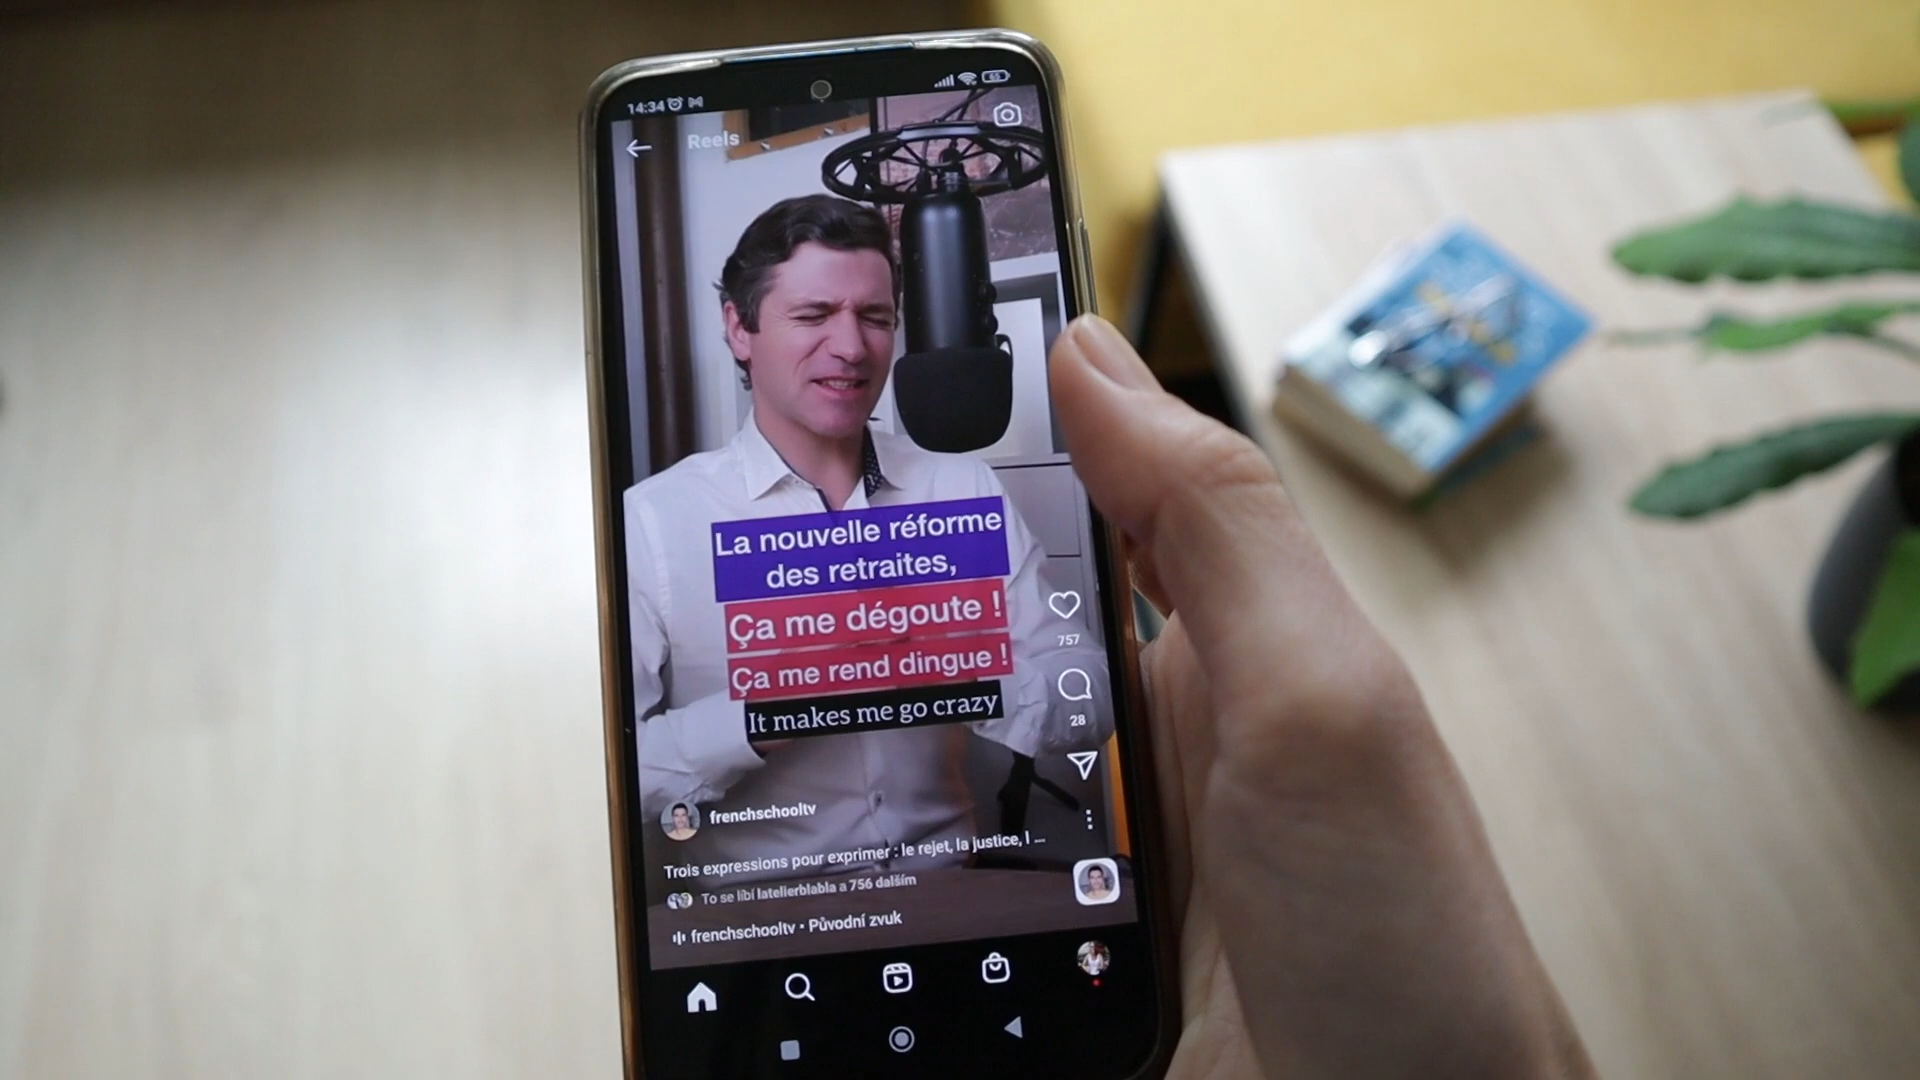 14:34
65
Reels
La nouvelle réforme
des retraites,
Ça me dégoute !
Ça me rend dingue !
It makes me go crazy
757
28
frenchschooltv
Trois expressions pour exprimer : le rejet, la justice, l ...
To se líbí latelierblabla a 756 dalším
frenchschooltv • Původní zvuk